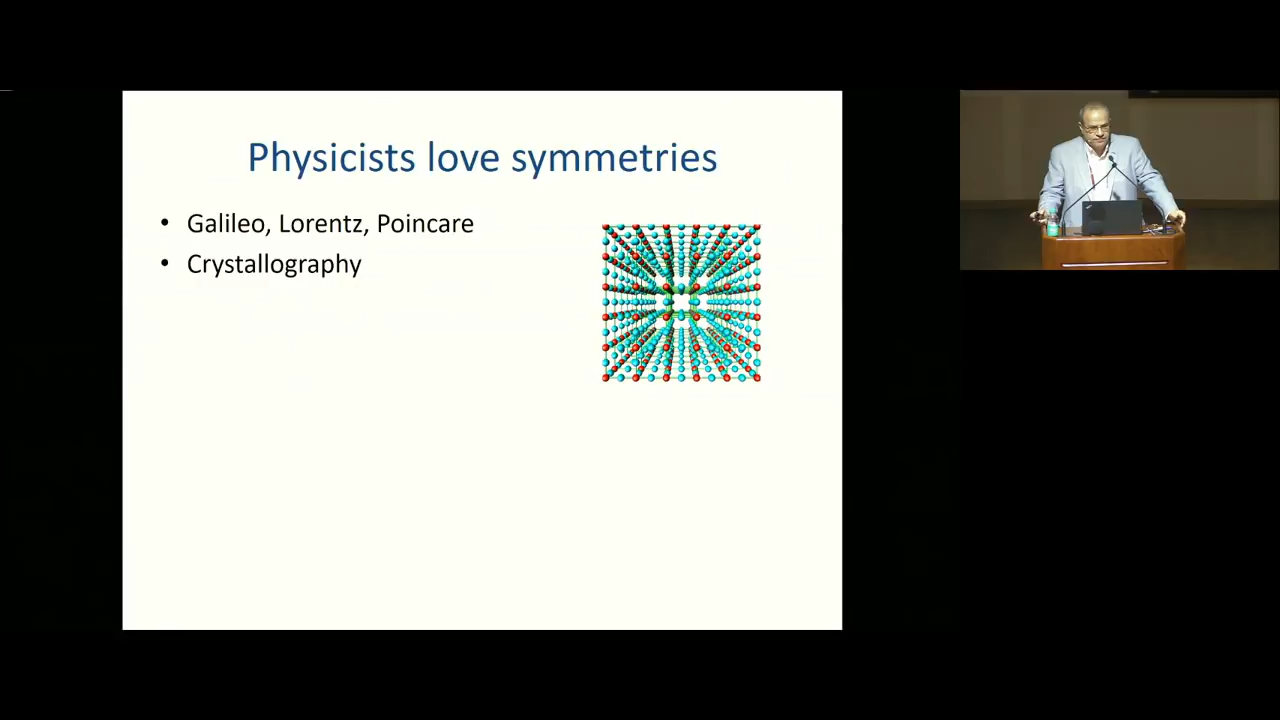 Physicists love symmetries
• Galileo, Lorentz, Poincare
• Crystallography